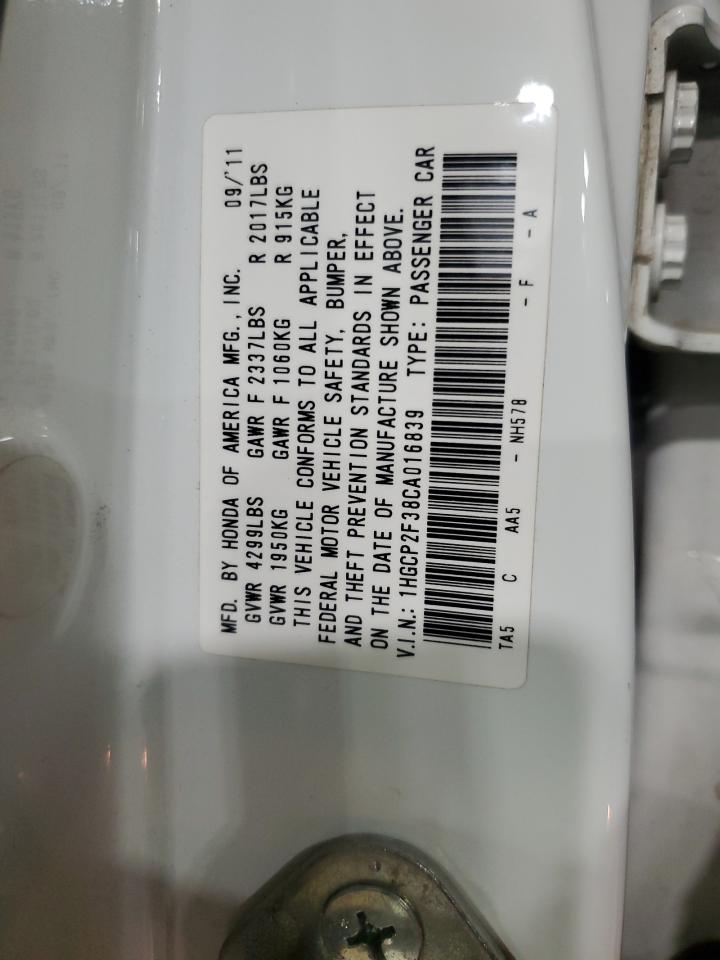 MFD. BY HONDA OF AMERICA MFG., INC. 09/'11
GVWR 4299LBS GAWR F 2337LBS R 2017LBS
GVWR 1950KG GAWR F 1060KG R 915KG
THIS VEHICLE CONFORMS TO ALL APPLICABLE
FEDERAL MOTOR VEHICLE SAFETY, BUMPER,
AND THEFT PREVENTION STANDARDS IN EFFECT
ON THE DATE OF MANUFACTURE SHOWN ABOVE.
V.I.N.: 1HGCP2F38CA016839 TYPE: PASSENGER CAR
TA5 C AA5 - NH578 - F - A